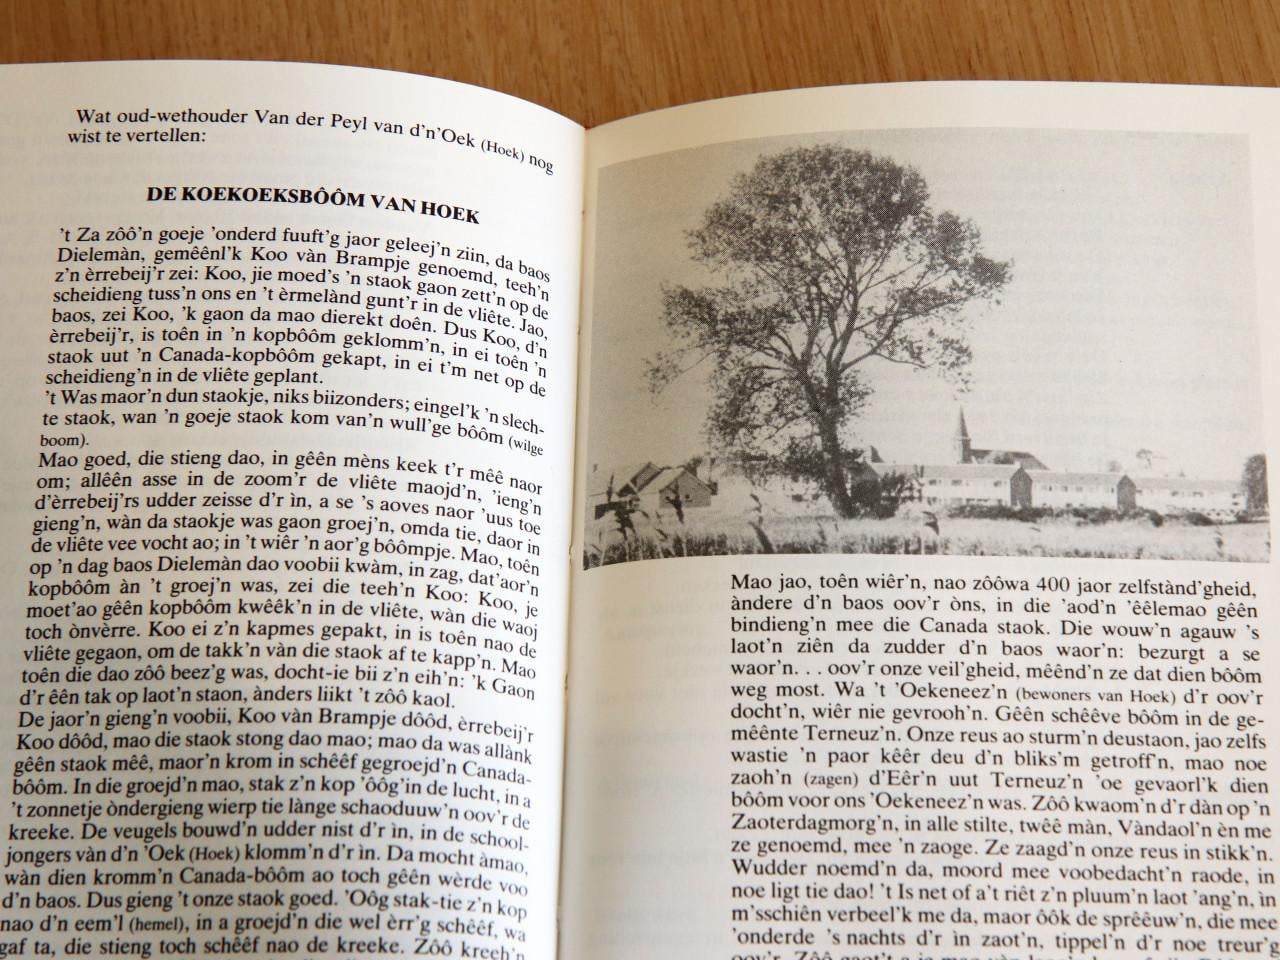 Wat oud-wethouder Van der Peyl van d'n'Oek (Hoek) nog
wist te vertellen:
DE KOEKOEKSBÔÔM VAN HOEK
't Za zôô'n goeje 'onderd fuuft'g jaor geleej'n ziin, da baos
Dielemàn, gemêênl'k Koo vàn Brampje genoemd, teeh'n
z'n èrrebeij'r zei: Koo, jie moed's 'n staok gaon zett'n op de
scheidieng tuss'n ons en 't èrmelànd gunt'r in de vliête. Jao,
baos, zei Koo, 'k gaon da mao dierekt doên. Dus Koo, d'n
èrrebeij'r, is toên in 'n kopbôôm geklomm'n, in ei toên 'n
staok uut 'n Canada-kopbôôm gekapt, in ei t'm net op de
scheidieng'n in de vliête geplant.
't Was maor'n dun staokje, niks biizonders; eingel'k 'n slech-
te staok, wan 'n goeje staok kom van'n wull'ge bôôm (wilge
boom).
Mao goed, die stieng dao, in gêên mèns keek t'r mêê naor
om; allêên asse in de zoom'r de vliête maojd'n, 'ieng'n
d'èrrebeij'rs udder zeisse d'r ìn, a se 's aoves naor 'uus toe
gieng'n, wàn da staokje was gaon groej'n, omda tie, daor in
de vliête vee vocht ao; in 't wiêr 'n aor'g bôômpje. Mao, toên
op 'n dag baos Dielemàn dao voobii kwàm, in zag, dat'aor'n
kopbôôm àn 't groej'n was, zei die teeh'n Koo: Koo, je
moet'ao gêên kopbôôm kwêêk'n in de vliête, wàn die waoj
toch ònvèrre. Koo ei z'n kapmes gepakt, in is toên nao de
vliête gegaon, om de takk'n vàn die staok af te kapp'n. Mao
toên die dao zôô beez'g was, docht-ie bii z'n eih'n: 'k Gaon
d'r êên tak op laot'n staon, ànders liikt 't zôô kaol.
De jaor'n gieng'n voobii, Koo vàn Brampje dôôd, èrrebeij'r
Koo dôôd, mao die staok stong dao mao; mao da was allànk
gêên staok mêê, maor'n krom in schêêf gegroejd'n Canada-
bôôm. In die groejd'n mao, stak z'n kop 'ôôg'in de lucht, in a
't zonnetje òndergieng wierp tie lànge schaoduuw'n oov'r de
kreeke. De veugels bouwd'n udder nist d'r ìn, in de school-
jongers vàn d'n 'Oek (Hoek) klomm'n d'r ìn. Da mocht àmao,
wàn dien kromm'n Canada-bôôm ao toch gêên wèrde voo
d'n baos. Dus gieng 't onze staok goed. 'Oôg stak-tie z'n kop
nao d'n eem'l (hemel), in a groejd'n die wel èrr'g schêêf, wa
gaf ta, die stieng toch schêêf nao de kreeke. Zôô kreeh'n
Mao jao, toên wiêr'n, nao zôôwa 400 jaor zelfstànd'gheid,
àndere d'n baos oov'r òns, in die 'aod'n 'êêlemao gêên
bindieng'n mee die Canada staok. Die wouw'n agauw 's
laot'n ziên da zudder d'n baos waor'n: bezurgt a se
waor'n. . . oov'r onze veil'gheid, mêênd'n ze dat dien bôôm
weg most. Wa 't 'Oekeneez'n (bewoners van Hoek) d'r oov'r
docht'n, wiêr nie gevrooh'n. Gêên schêêve bôôm in de ge-
mêênte Terneuz'n. Onze reus ao sturm'n deustaon, jao zelfs
wastie 'n paor kêêr deu d'n bliks'm getroff'n, mao noe
zaoh'n (zagen) d'Eêr'n uut Terneuz'n 'oe gevaorl'k dien
bôôm voor ons 'Oekeneez'n was. Zôô kwaom'n d'r dàn op 'n
Zaoterdagmorg'n, in alle stilte, twêê màn, Vàndaol'n èn me
ze genoemd, mee 'n zaoge. Ze zaagd'n onze reus in stikk'n.
Wudder noemd'n da, moord mee voobedacht'n raode, in
noe ligt tie dao! 't Is net of a't riêt z'n pluum'n laot 'ang'n, ìn
m'sschiên verbeel'k me da, maor ôôk de sprêêuw'n, die mee
'onderde 's nachts d'r ìn zaot'n, tippel'n d'r noe treur'g